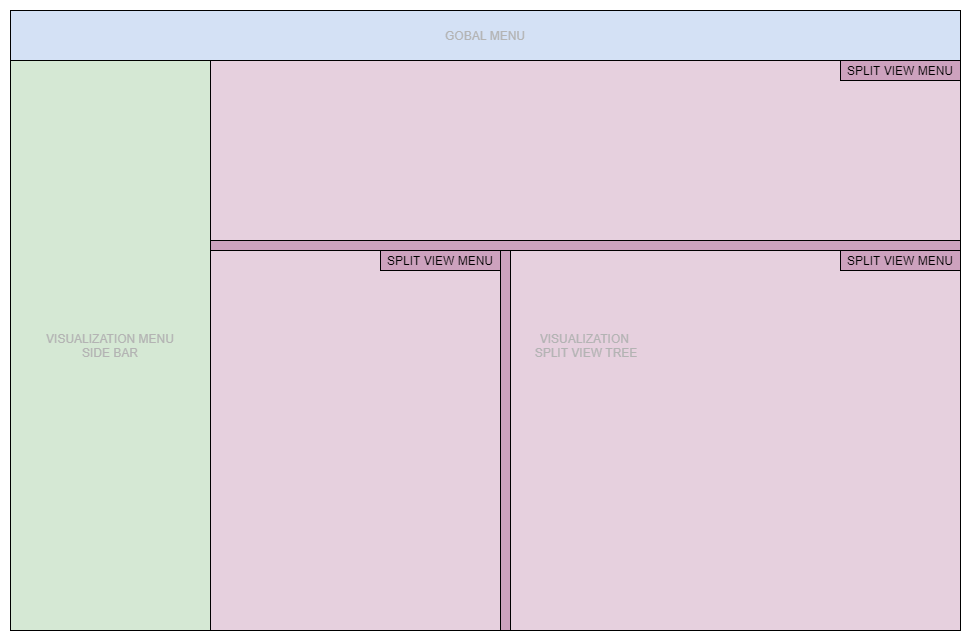 GOBAL MENU
SPLIT VIEW MENU
SPLIT VIEW MENU
SPLIT VIEW MENU
VISUALIZATION MENU
SIDE BAR
VISUALIZATION
SPLIT VIEW TREE